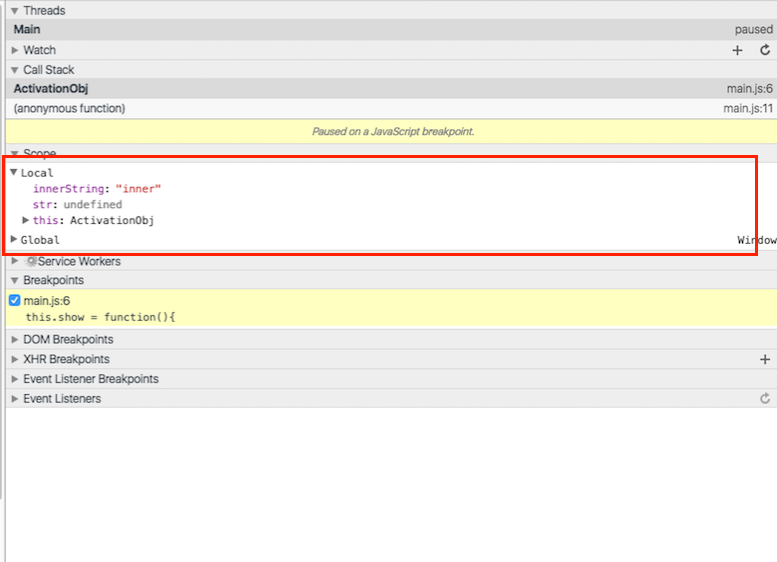 Threads
Main paused
Watch
Call Stack
ActivationObj main.js:6
(anonymous function) main.js:11
Paused on a JavaScript breakpoint.
Scope
Local
innerString: "inner"
str: undefined
this: ActivationObj
Global Window
Service Workers
Breakpoints
main.js:6
this.show = function(){
DOM Breakpoints
XHR Breakpoints
Event Listener Breakpoints
Event Listeners